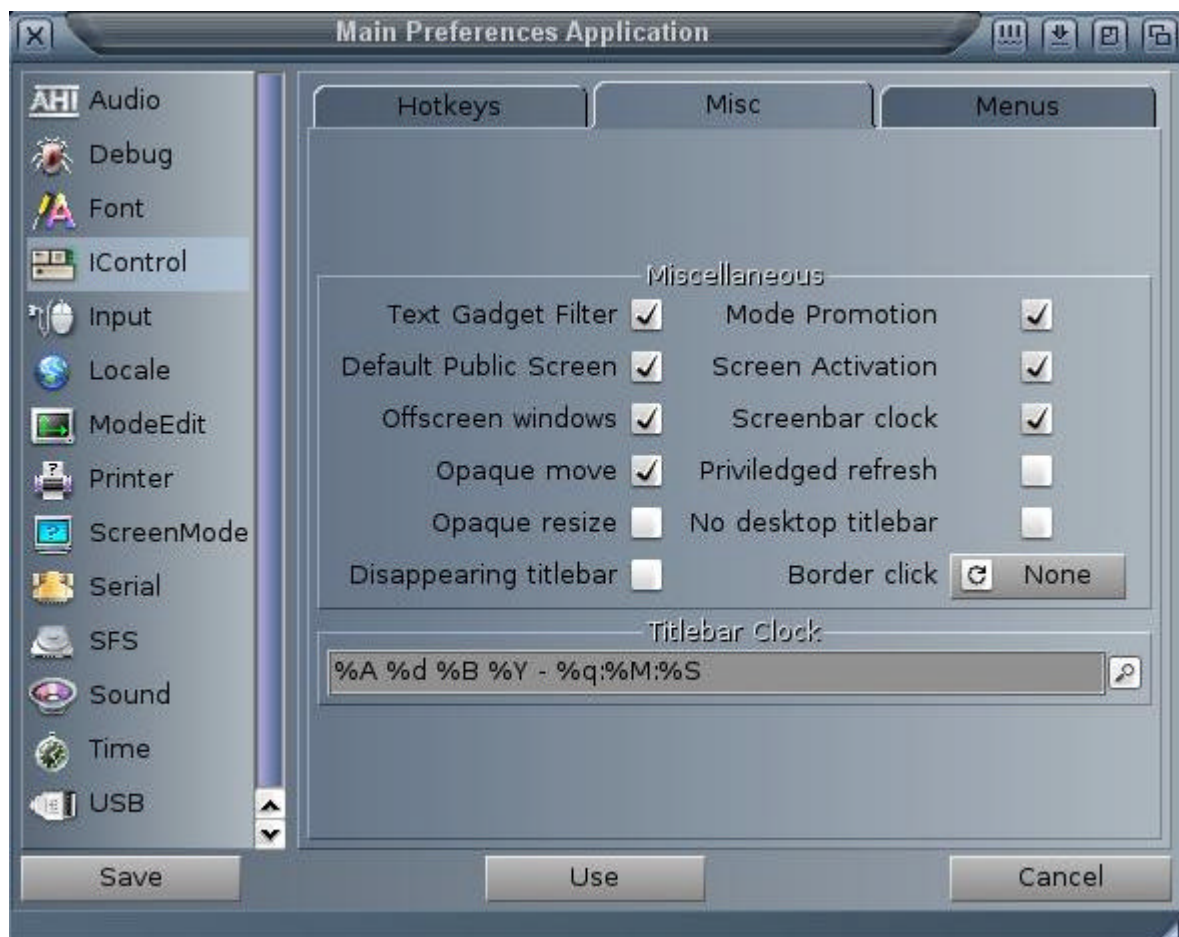 Main Preferences Application
AHI Audio
Debug
Font
IControl
Input
Locale
ModeEdit
Printer
ScreenMode
Serial
SFS
Sound
Time
USB
Hotkeys Misc Menus
Miscellaneous
Text Gadget Filter Mode Promotion
Default Public Screen Screen Activation
Offscreen windows Screenbar clock
Opaque move Priviledged refresh
Opaque resize No desktop titlebar
Disappearing titlebar Border click None
Titlebar Clock
%A %d %B %Y - %q:%M:%S
Save Use Cancel